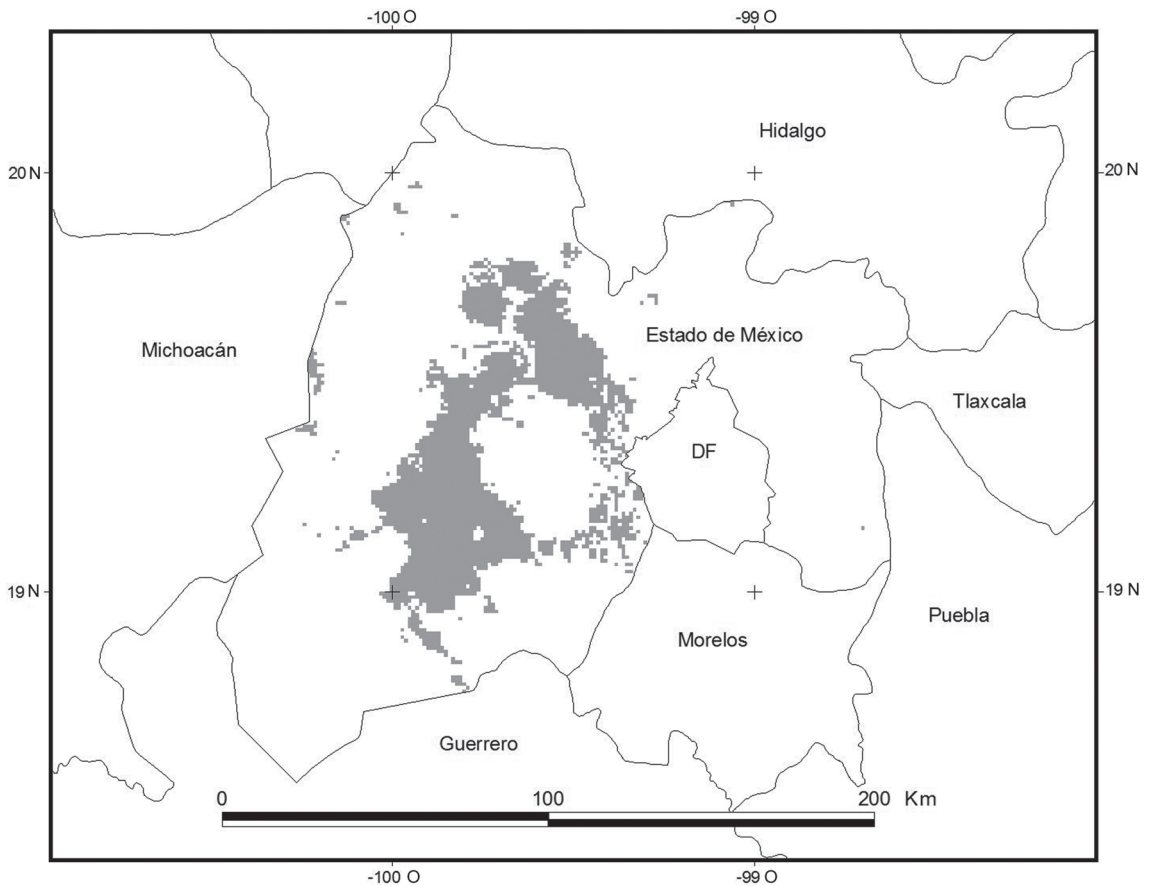 -100 O -99 O
Hidalgo
20 N 20 N
Estado de México
Michoacán
Tlaxcala
DF
19 N 19 N
Puebla
Morelos
Guerrero
0 100 200 Km
-100 O -99 O